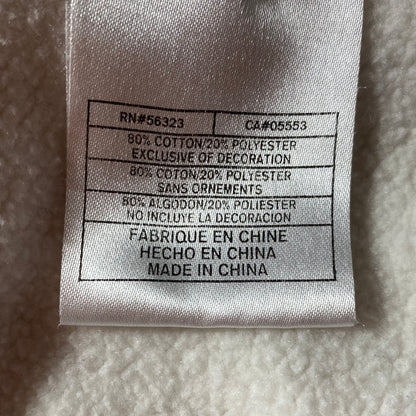 RN#56323 CA#05553
80% COTTON/20% POLYESTER
EXCLUSIVE OF DECORATION
80% COTON/20% POLYESTER
SANS ORNEMENTS
80% ALGODON/20% POLIESTER
NO INCLUYE LA DECORACION
FABRIQUE EN CHINE
HECHO EN CHINA
MADE IN CHINA